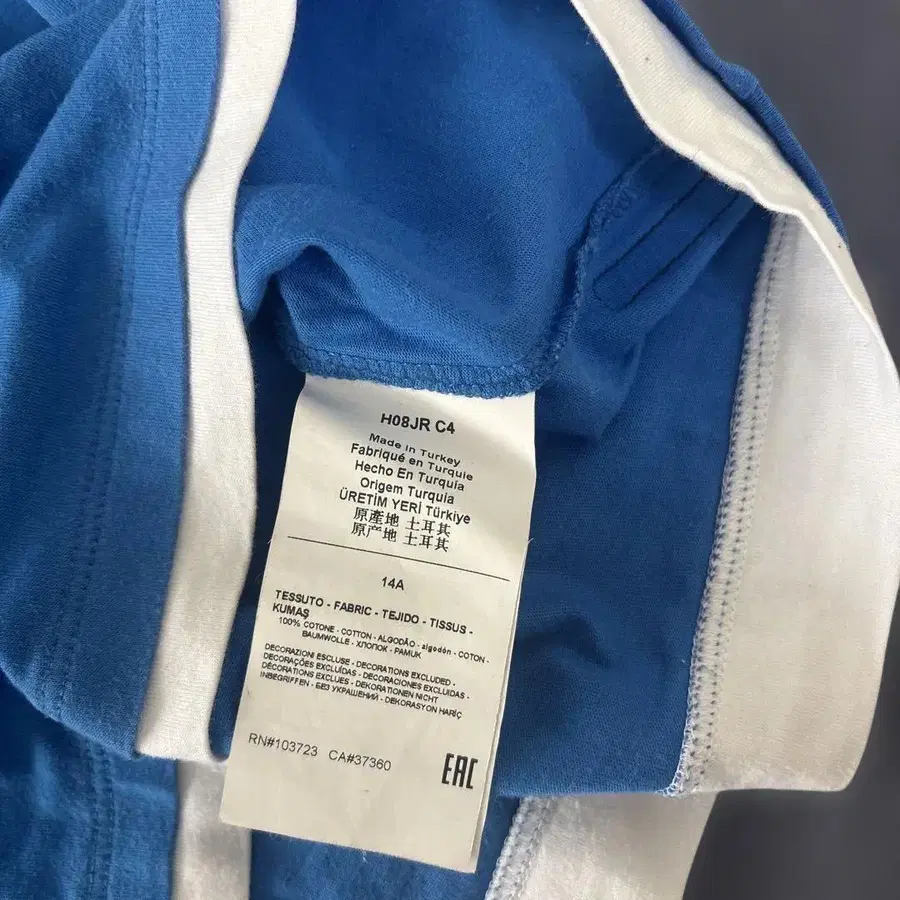 H08JR C4
Made in Turkey
Fabriqué en Turquie
Hecho En Turquia
Origem Turquia
ÜRETİM YERİ Türkiye
原產地 土耳其
原产地 土耳其
14A
TESSUTO - FABRIC - TEJIDO - TISSUS -
KUMAŞ
100% COTONE - COTTON - ALGODÃO - algodón - COTON -
BAUMWOLLE - ХЛОПОК - PAMUK
DECORAZIONI ESCLUSE - DECORATIONS EXCLUDED -
DECORAÇÕES EXCLUÍDAS - DECORACIONES EXCLUIDAS -
DÉCORATIONS EXCLUES - DEKORATIONEN NICHT
INBEGRIFFEN - БЕЗ УКРАШЕНИЙ - DEKORASYON HARİÇ
RN#103723 CA#37360
EAC